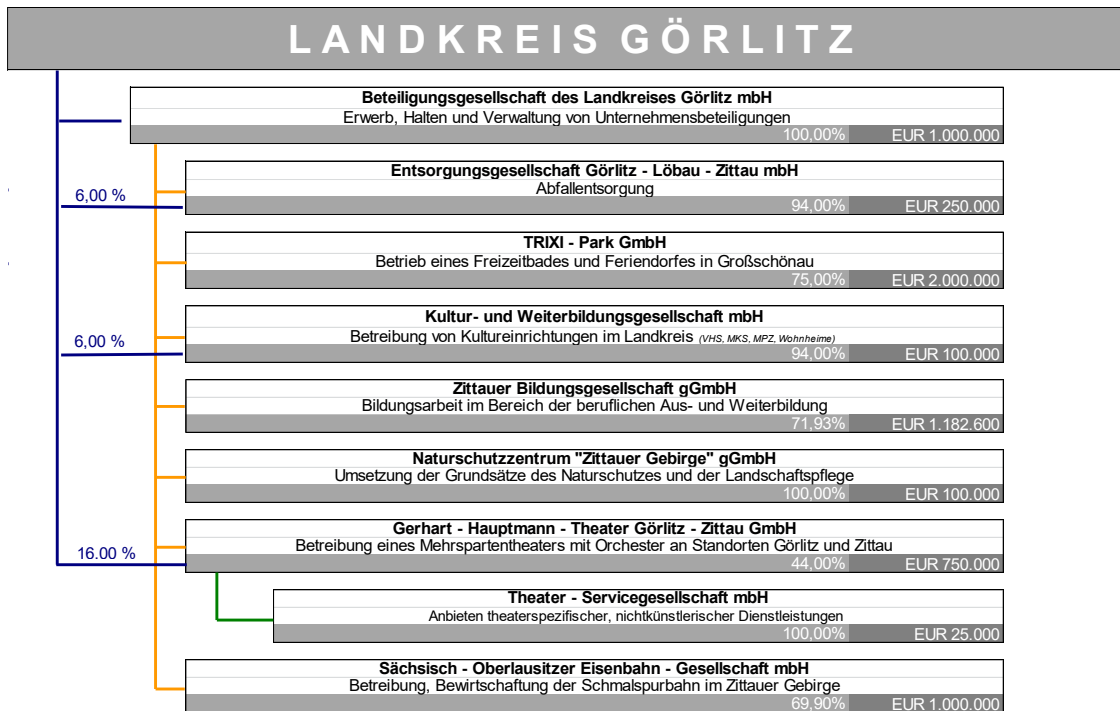 LANDKREIS GÖRLITZ
Beteiligungsgesellschaft des Landkreises Görlitz mbH
Erwerb, Halten und Verwaltung von Unternehmensbeteiligungen
100,00% EUR 1.000.000
Entsorgungsgesellschaft Görlitz - Löbau - Zittau mbH
Abfallentsorgung
6,00 %
94,00% EUR 250.000
TRIXI - Park GmbH
Betrieb eines Freizeitbades und Feriendorfes in Großschönau
75,00% EUR 2.000.000
Kultur- und Weiterbildungsgesellschaft mbH
Betreibung von Kultureinrichtungen im Landkreis (VHS, MKS, MPZ, Wohnheime)
6,00 %
94,00% EUR 100.000
Zittauer Bildungsgesellschaft gGmbH
Bildungsarbeit im Bereich der beruflichen Aus- und Weiterbildung
71,93% EUR 1.182.600
Naturschutzzentrum "Zittauer Gebirge" gGmbH
Umsetzung der Grundsätze des Naturschutzes und der Landschaftspflege
100,00% EUR 100.000
Gerhart - Hauptmann - Theater Görlitz - Zittau GmbH
Betreibung eines Mehrspartentheaters mit Orchester an Standorten Görlitz und Zittau
16.00 %
44,00% EUR 750.000
Theater - Servicegesellschaft mbH
Anbieten theaterspezifischer, nichtkünstlerischer Dienstleistungen
100,00% EUR 25.000
Sächsisch - Oberlausitzer Eisenbahn - Gesellschaft mbH
Betreibung, Bewirtschaftung der Schmalspurbahn im Zittauer Gebirge
69,90% EUR 1.000.000